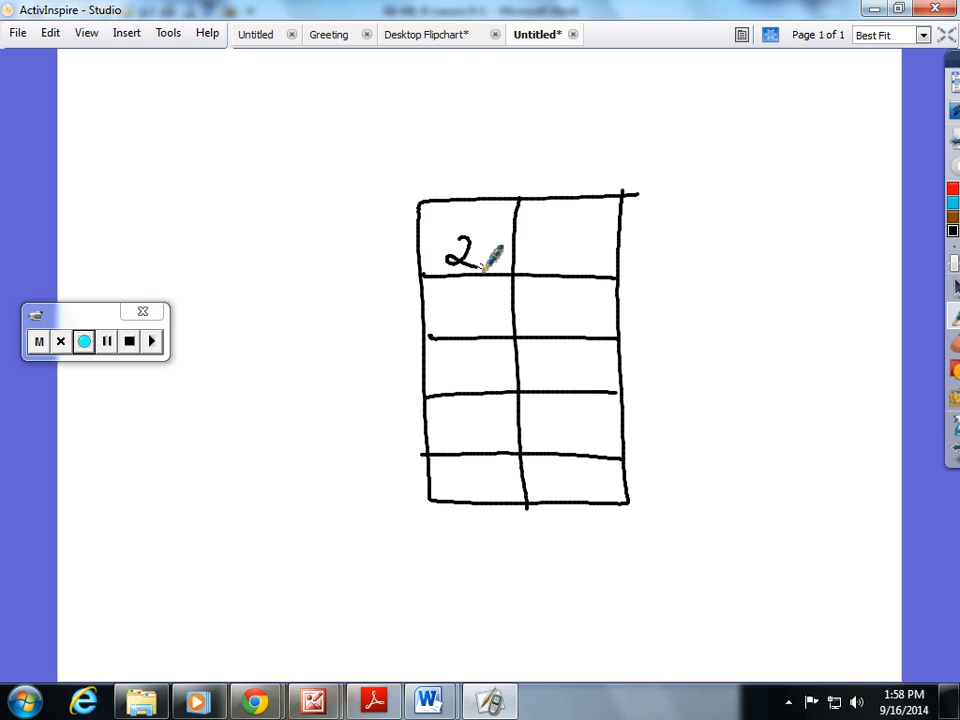 ActivInspire - Studio
File Edit View Insert Tools Help
Untitled Greeting Desktop Flipchart* Untitled*
Page 1 of 1 Best Fit
2
M
1:58 PM
9/16/2014